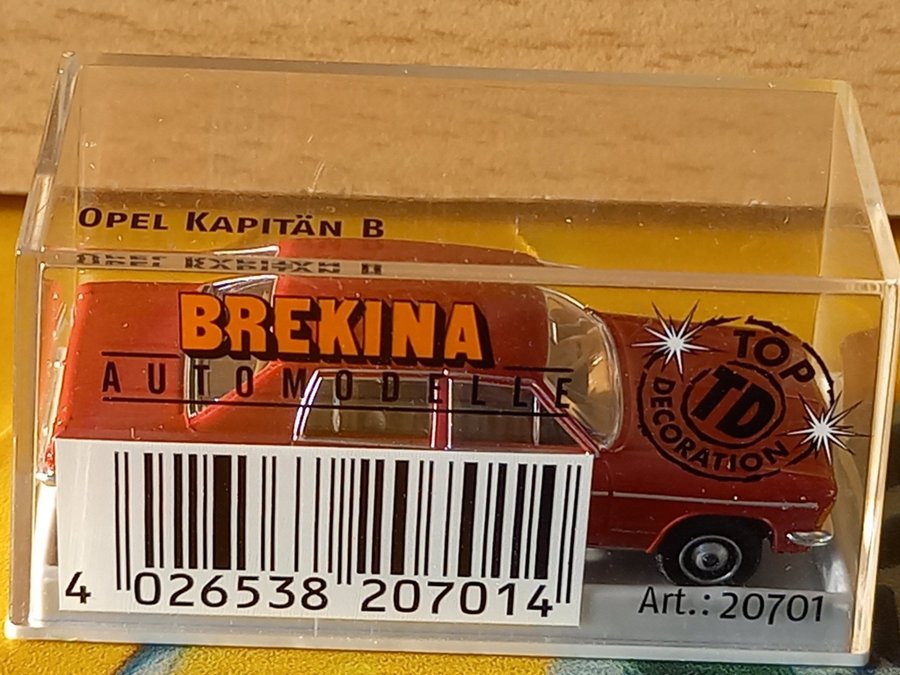 OPEL KAPITÄN B
BREKINA
AUTOMODELLE
TOP
TD
DECORATION
4 026538 207014
Art.: 20701